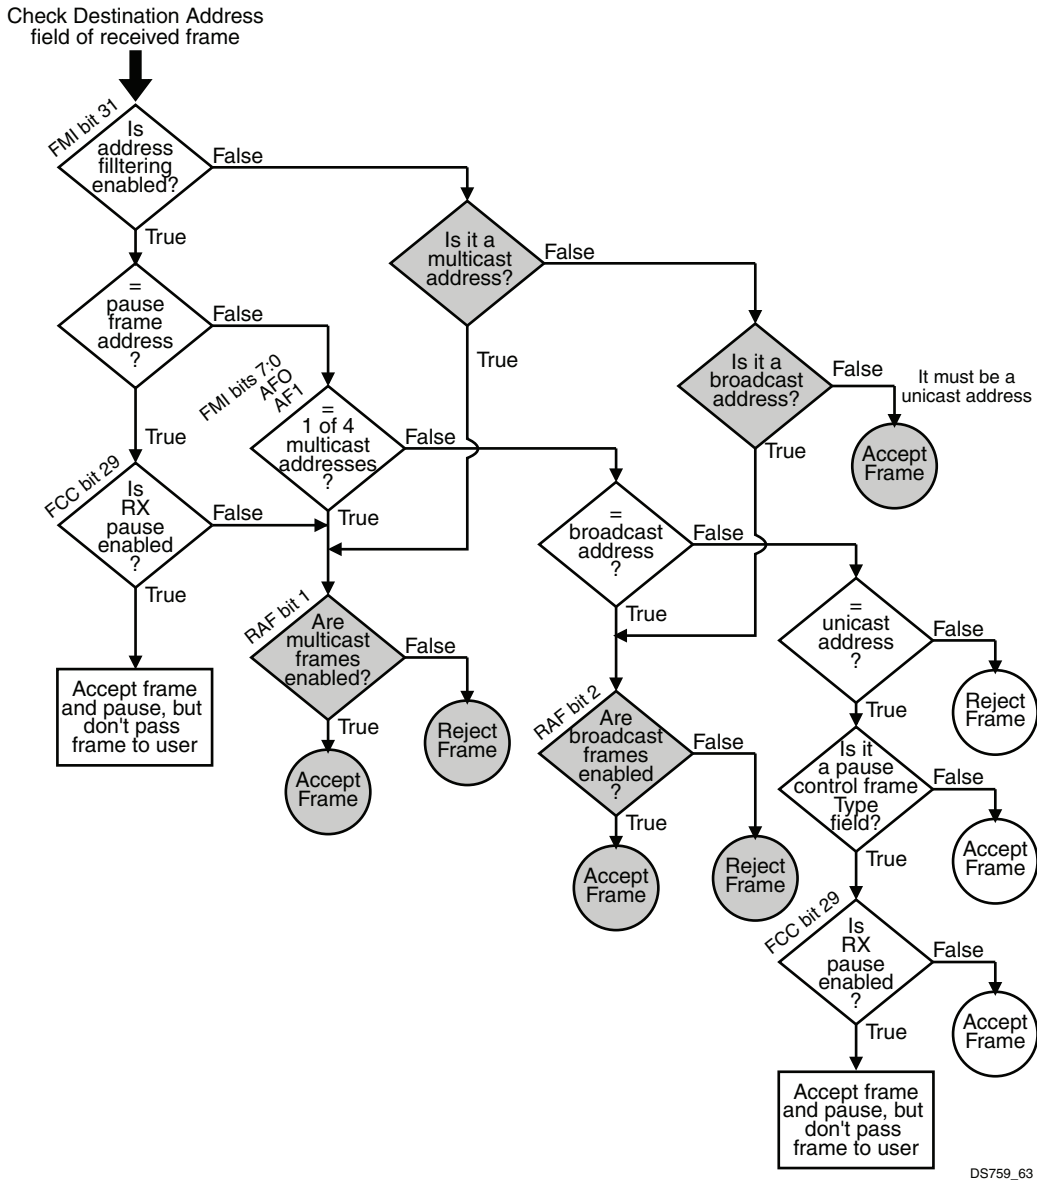 Check Destination Address
field of received frame
FMI bit 31
Is
address
filltering
enabled?
False
True
Is it a
multicast
address?
False
True
=
pause
frame
address
?
False
True
Is it a
broadcast
address?
False
True
It must be a
unicast address
Accept
Frame
FMI bits 7:0
AFO
AF1
=
1 of 4
multicast
addresses
?
False
True
FCC bit 29
Is
RX
pause
enabled
?
False
True
=
broadcast
address
?
False
True
=
unicast
address
?
False
True
Reject
Frame
RAF bit 1
Are
multicast
frames
enabled?
False
True
Accept frame
and pause, but
don't pass
frame to user
Reject
Frame
Accept
Frame
RAF bit 2
Are
broadcast
frames
enabled
?
False
True
Accept
Frame
Reject
Frame
Is it
a pause
control frame
Type
field?
False
True
Accept
Frame
FCC bit 29
Is
RX
pause
enabled
?
False
True
Accept
Frame
Accept frame
and pause, but
don't pass
frame to user
DS759_63